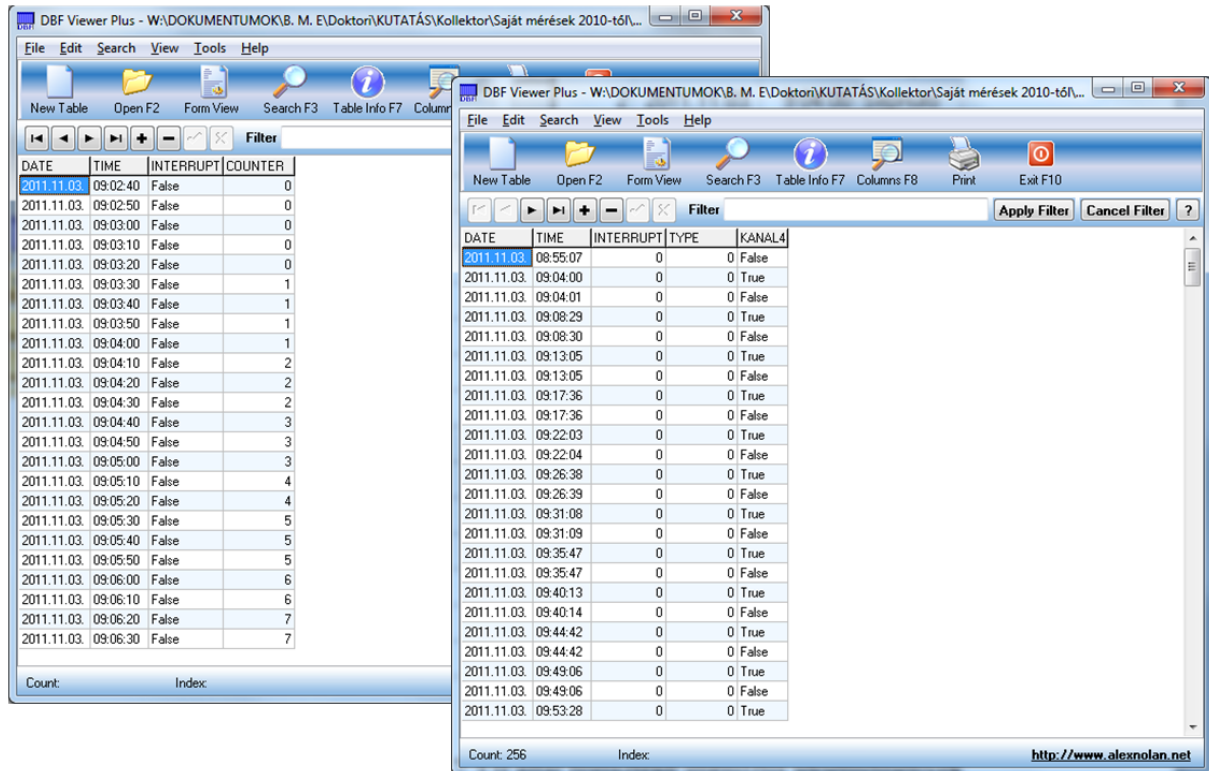 DBF Viewer Plus - W:\DOKUMENTUMOK\B. M. E\Doktori\KUTATÁS\Kollektor\Saját mérések 2010-től\...
File Edit Search View Tools Help
New Table Open F2 Form View Search F3 Table Info F7 Column
Filter
DATE TIME INTERRUPT COUNTER
2011.11.03. 09:02:40 False 0
2011.11.03. 09:02:50 False 0
2011.11.03. 09:03:00 False 0
2011.11.03. 09:03:10 False 0
2011.11.03. 09:03:20 False 0
2011.11.03. 09:03:30 False 1
2011.11.03. 09:03:40 False 1
2011.11.03. 09:03:50 False 1
2011.11.03. 09:04:00 False 1
2011.11.03. 09:04:10 False 2
2011.11.03. 09:04:20 False 2
2011.11.03. 09:04:30 False 2
2011.11.03. 09:04:40 False 3
2011.11.03. 09:04:50 False 3
2011.11.03. 09:05:00 False 3
2011.11.03. 09:05:10 False 4
2011.11.03. 09:05:20 False 4
2011.11.03. 09:05:30 False 5
2011.11.03. 09:05:40 False 5
2011.11.03. 09:05:50 False 5
2011.11.03. 09:06:00 False 6
2011.11.03. 09:06:10 False 6
2011.11.03. 09:06:20 False 7
2011.11.03. 09:06:30 False 7
Count: Index:
DBF Viewer Plus - W:\DOKUMENTUMOK\B. M. E\Doktori\KUTATÁS\Kollektor\Saját mérések 2010-től\...
File Edit Search View Tools Help
New Table Open F2 Form View Search F3 Table Info F7 Columns F8 Print Exit F10
Filter Apply Filter Cancel Filter ?
DATE TIME INTERRUPT TYPE KANAL4
2011.11.03. 08:55:07 0 0 False
2011.11.03. 09:04:00 0 0 True
2011.11.03. 09:04:01 0 0 False
2011.11.03. 09:08:29 0 0 True
2011.11.03. 09:08:30 0 0 False
2011.11.03. 09:13:05 0 0 True
2011.11.03. 09:13:05 0 0 False
2011.11.03. 09:17:36 0 0 True
2011.11.03. 09:17:36 0 0 False
2011.11.03. 09:22:03 0 0 True
2011.11.03. 09:22:04 0 0 False
2011.11.03. 09:26:38 0 0 True
2011.11.03. 09:26:39 0 0 False
2011.11.03. 09:31:08 0 0 True
2011.11.03. 09:31:09 0 0 False
2011.11.03. 09:35:47 0 0 True
2011.11.03. 09:35:47 0 0 False
2011.11.03. 09:40:13 0 0 True
2011.11.03. 09:40:14 0 0 False
2011.11.03. 09:44:42 0 0 True
2011.11.03. 09:44:42 0 0 False
2011.11.03. 09:49:06 0 0 True
2011.11.03. 09:49:06 0 0 False
2011.11.03. 09:53:28 0 0 True
Count: 256 Index: http://www.alexnolan.net